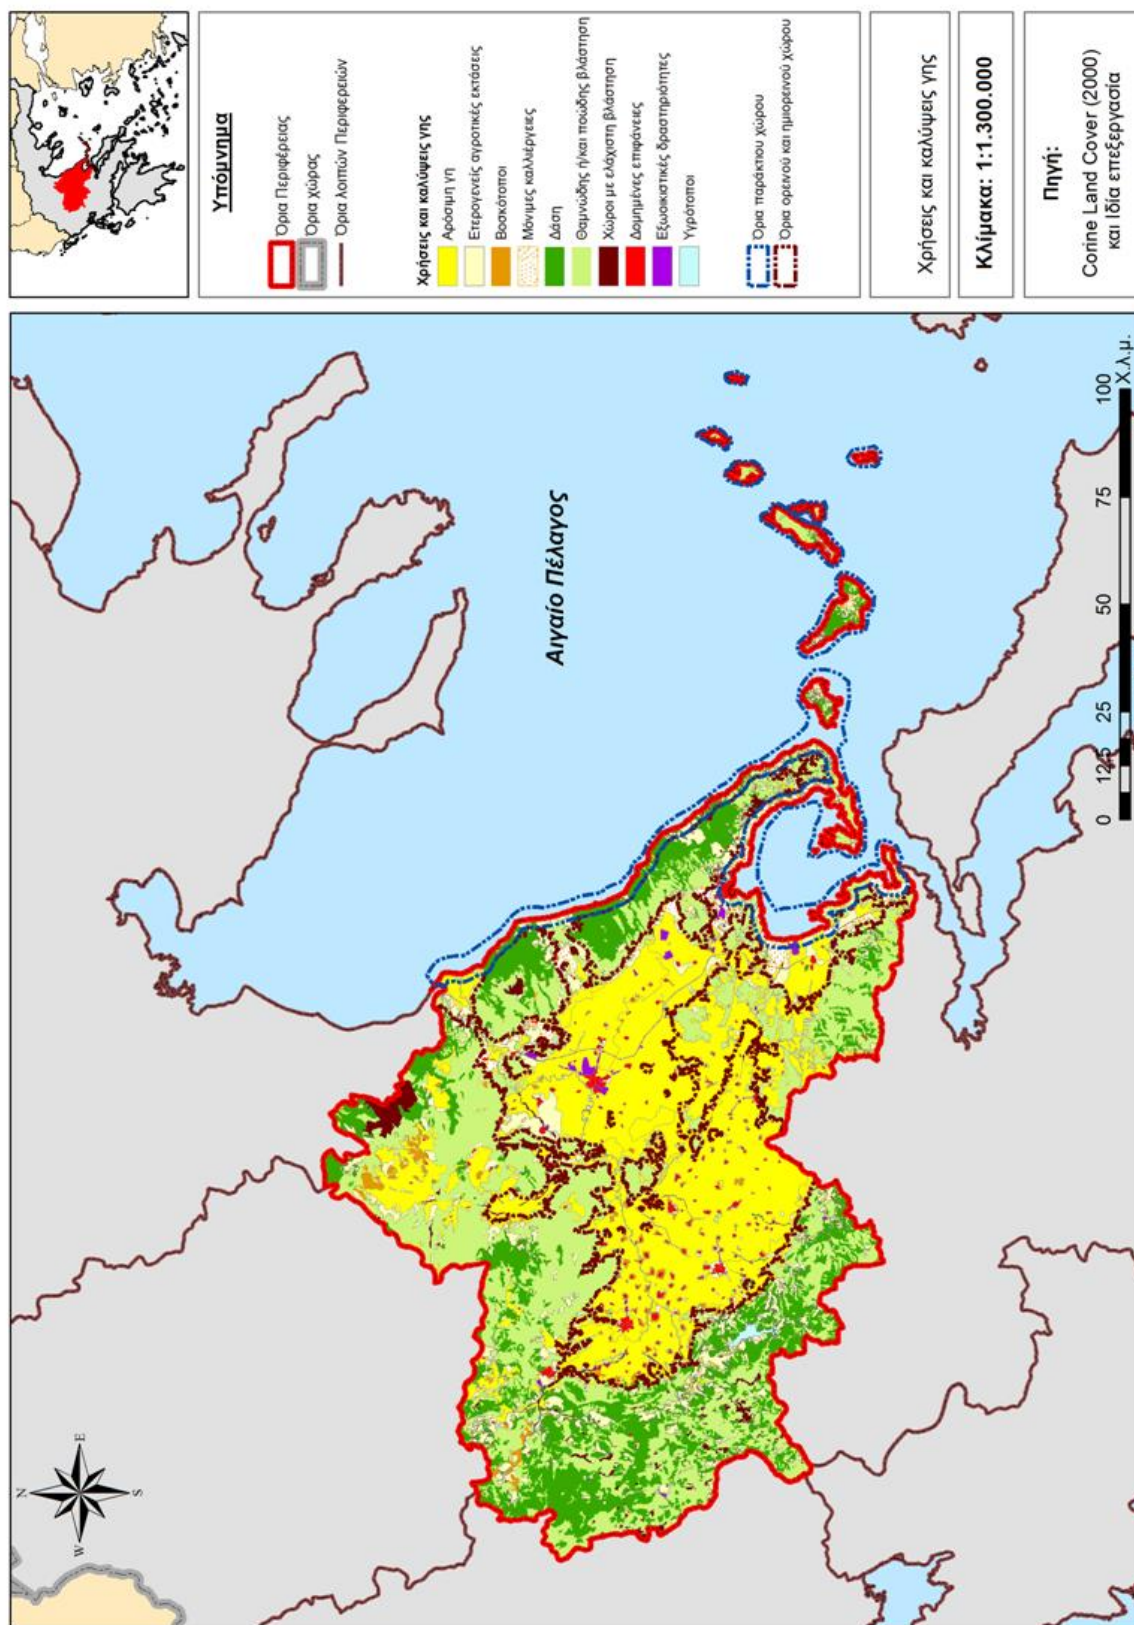 Υπόμνημα
Όρια Περιφέρειας
Όρια χώρας
Όρια λοιπών Περιφερειών
Χρήσεις και καλύψεις γης
Αρόσιμη γη
Ετερογενείς αγροτικές εκτάσεις
Βοσκότοποι
Μόνιμες καλλιέργειες
Δάση
Θαμνώδης ή/και ποώδης βλάστηση
Χώροι με ελάχιστη βλάστηση
Δομημένες επιφάνειες
Εξωοικιστικές δραστηριότητες
Υγρότοποι
Όρια παράκτιου χώρου
Όρια ορεινού και ημιορεινού χώρου
Χρήσεις και καλύψεις γης
Κλίμακα: 1:1.300.000
Πηγή:
Corine Land Cover (2000)
και Ιδία επεξεργασία
N
W
E
S
Αιγαίο Πέλαγος
0 12,5 25 50 75 100
Χ.λ.μ.